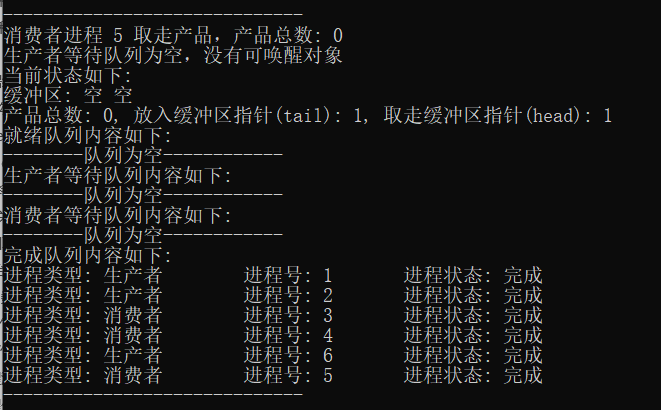 ------------------------------
消费者进程 5 取走产品，产品总数: 0
生产者等待队列为空，没有可唤醒对象
当前状态如下:
缓冲区: 空 空
产品总数: 0, 放入缓冲区指针(tail): 1, 取走缓冲区指针(head): 1
就绪队列内容如下:
--------队列为空------------
生产者等待队列内容如下:
--------队列为空------------
消费者等待队列内容如下:
--------队列为空------------
完成队列内容如下:
进程类型: 生产者 进程号: 1 进程状态: 完成
进程类型: 生产者 进程号: 2 进程状态: 完成
进程类型: 消费者 进程号: 3 进程状态: 完成
进程类型: 消费者 进程号: 4 进程状态: 完成
进程类型: 生产者 进程号: 6 进程状态: 完成
进程类型: 消费者 进程号: 5 进程状态: 完成
------------------------------